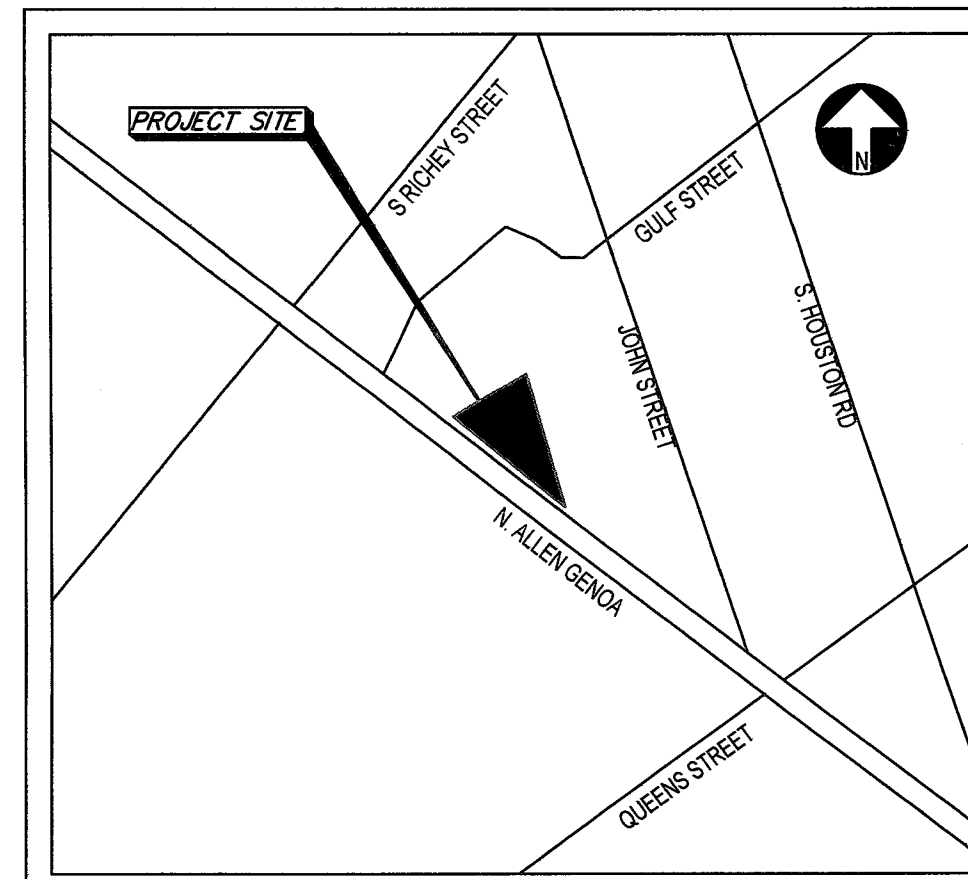 PROJECT SITE
S RICHEY STREET
GULF STREET
N
JOHN STREET
S. HOUSTON RD
N. ALLEN GENOA
QUEENS STREET